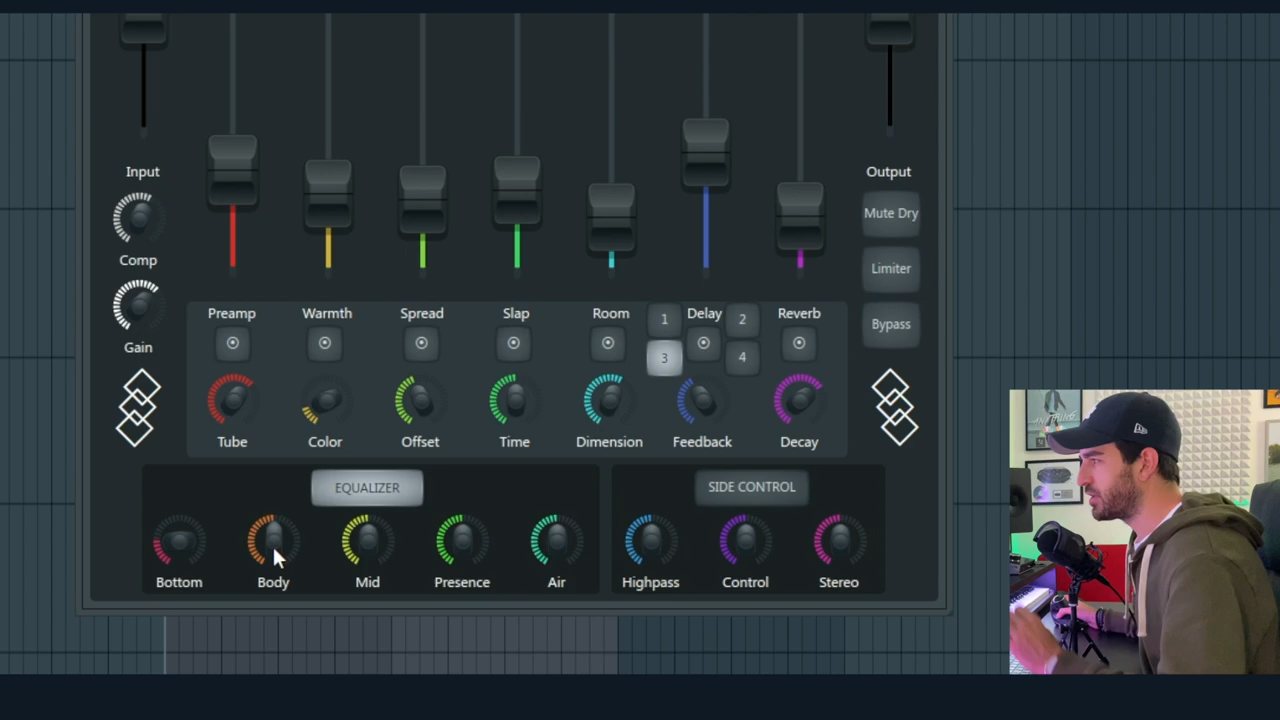 Input
Output
Mute Dry
Comp
Limiter
Preamp
Warmth
Spread
Slap
Room
1
Delay
2
Reverb
Bypass
Gain
3
4
Tube
Color
Offset
Time
Dimension
Feedback
Decay
EQUALIZER
SIDE CONTROL
Bottom
Body
Mid
Presence
Air
Highpass
Control
Stereo